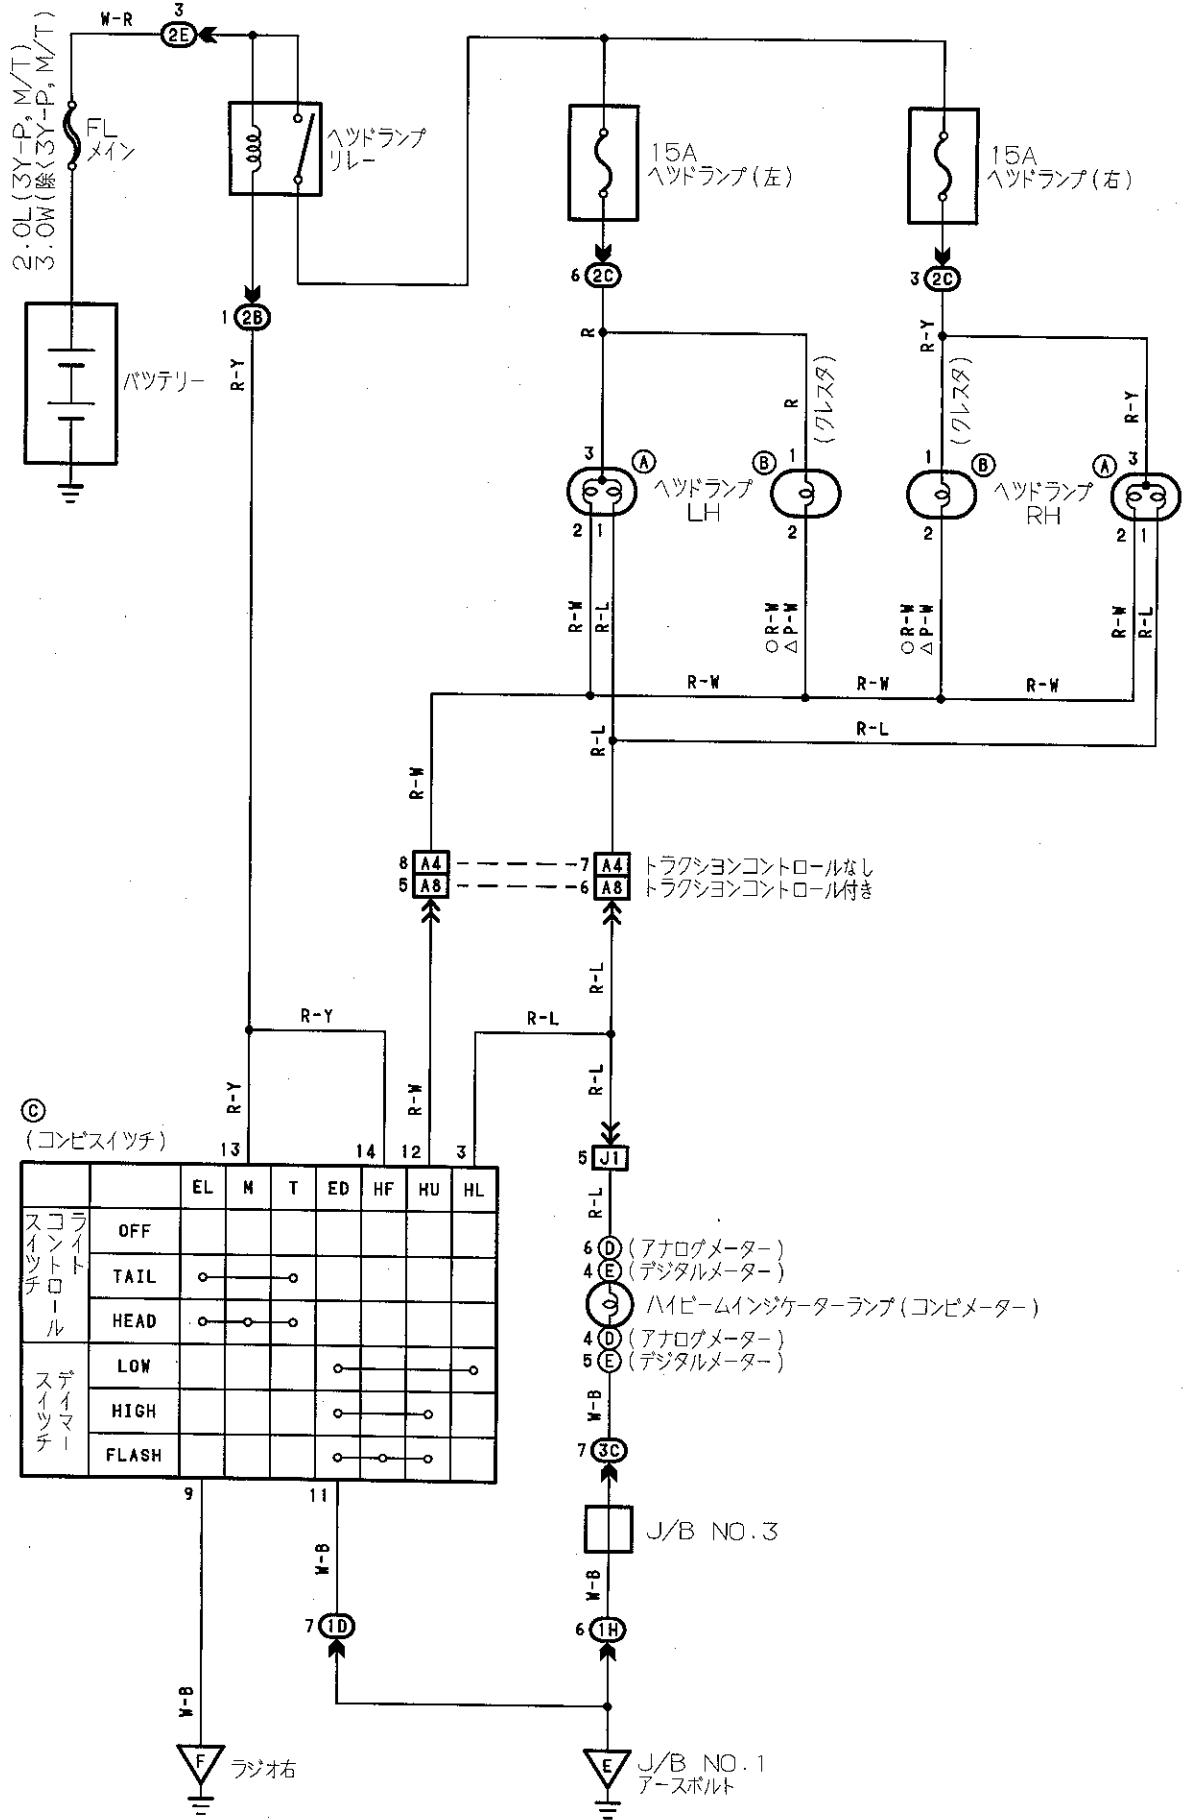 W-R
3
2E
2.0L(3Y-P, M/T)
3.0W(除く3Y-P, M/T)
FL
メイン
ヘツドランプ
リレー
15A
ヘツドランプ(左)
15A
ヘツドランプ(右)
6 2C
3 2C
1 2B
バツテリー
R-Y
R
R-Y
R
(クレスタ)
(クレスタ)
R-Y
3
A
B
1
1
B
A
3
ヘツドランプ
LH
ヘツドランプ
RH
2 1
2
2
2 1
R-W
R-L
○R-W
△P-W
○R-W
△P-W
R-W
R-L
R-W
R-W
R-W
R-L
R-L
R-W
8 A4
7 A4
トラクションコントロールなし
5 A8
6 A8
トラクションコントロール付き
R-L
R-Y
R-L
R-Y
R-W
R-L
C
(コンビスイツチ)
13
14
12
3
5 J1
R-L
EL M T ED HF HU HL
ライト
コントロール
スイツチ
OFF
TAIL
HEAD
デイマー
スイツチ
LOW
HIGH
FLASH
6 D (アナログメーター)
4 E (デジタルメーター)
ハイビームインジケーターランプ(コンビメーター)
4 D (アナログメーター)
5 E (デジタルメーター)
W-B
7 3C
9
11
J/B NO.3
W-B
W-B
7 1D
6 1H
W-B
F
ラジオ右
E
J/B NO.1
アースボルト